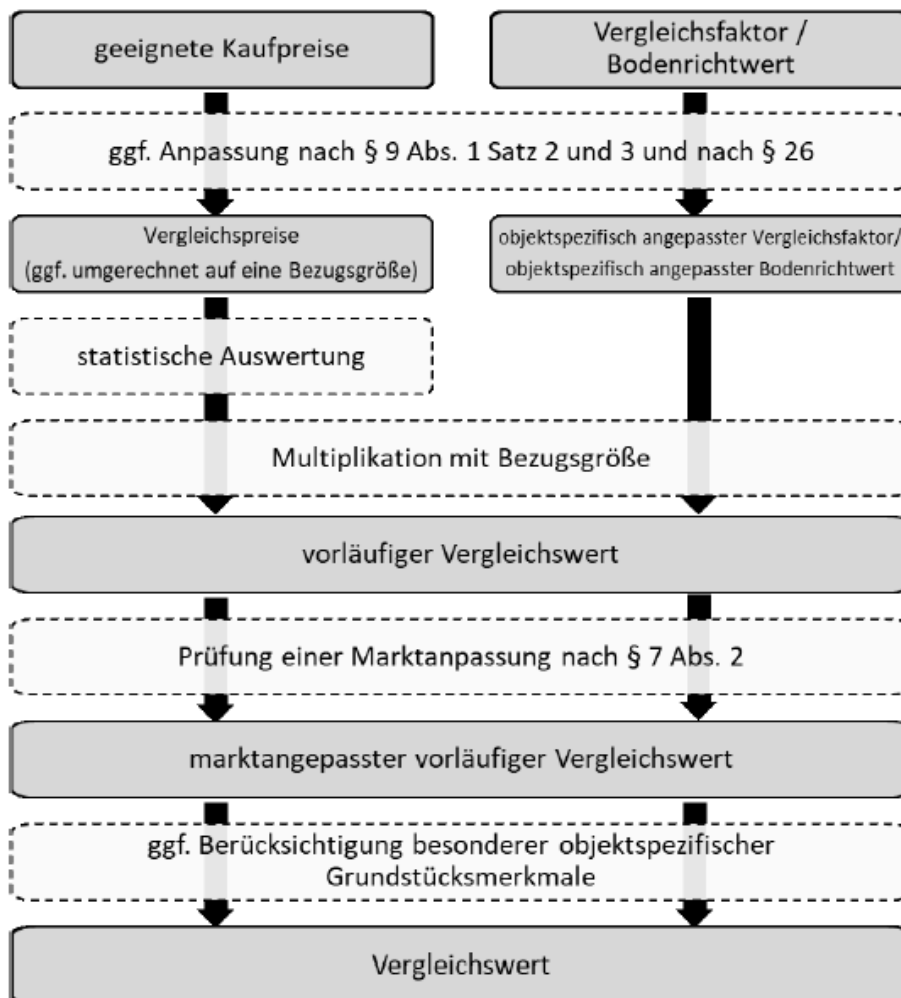 geeignete Kaufpreise
Vergleichsfaktor /
Bodenrichtwert
ggf. Anpassung nach § 9 Abs. 1 Satz 2 und 3 und nach § 26
Vergleichspreise
(ggf. umgerechnet auf eine Bezugsgröße)
objektspezifisch angepasster Vergleichsfaktor/
objektspezifisch angepasster Bodenrichtwert
statistische Auswertung
Multiplikation mit Bezugsgröße
vorläufiger Vergleichswert
Prüfung einer Marktanpassung nach § 7 Abs. 2
marktangepasster vorläufiger Vergleichswert
ggf. Berücksichtigung besonderer objektspezifischer
Grundstücksmerkmale
Vergleichswert